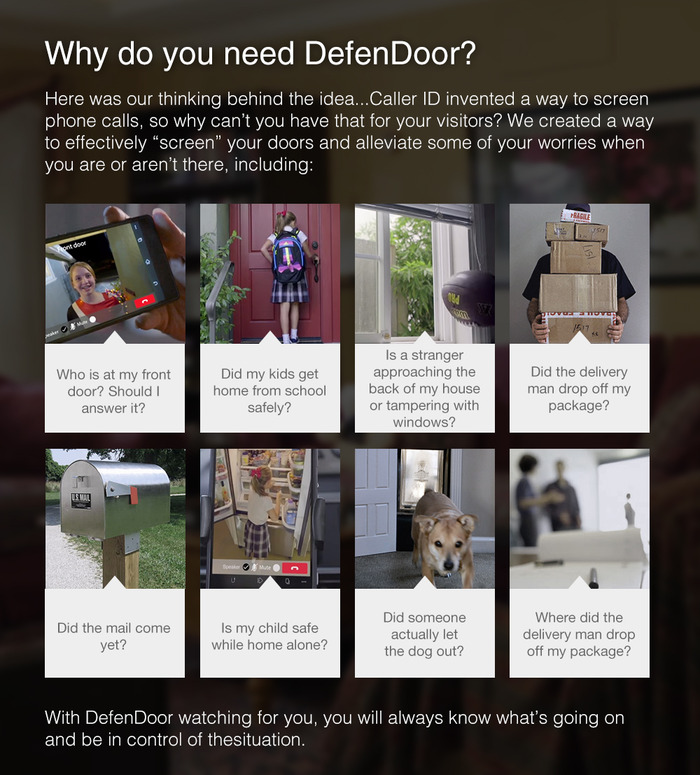 Why do you need DefenDoor?
Here was our thinking behind the idea...Caller ID invented a way to screen
phone calls, so why can't you have that for your visitors? We created a way
to effectively “screen” your doors and alleviate some of your worries when
you are or aren't there, including:
front door
Speaker Mute
FRAGILE
Who is at my front
door? Should I
answer it?
Did my kids get
home from school
safely?
Is a stranger
approaching the
back of my house
or tampering with
windows?
Did the delivery
man drop off my
package?
U.S. MAIL
Speaker Mute
Did the mail come
yet?
Is my child safe
while home alone?
Did someone
actually let
the dog out?
Where did the
delivery man drop
off my package?
With DefenDoor watching for you, you will always know what's going on
and be in control of thesituation.